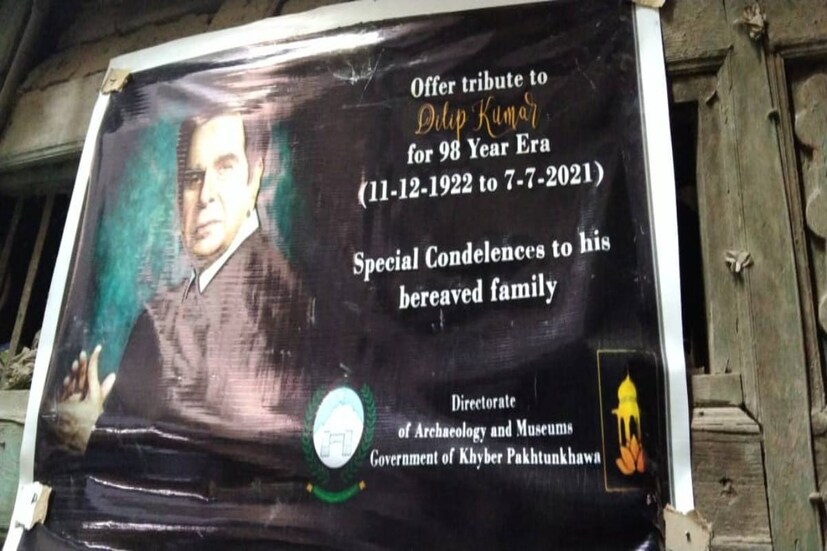 Offer tribute to
Dilip Kumar
for 98 Year Era
(11-12-1922 to 7-7-2021)
Special Condelences to his
bereaved family
Directorate
of Archaeology and Museums
Government of Khyber Pakhtunkhawa